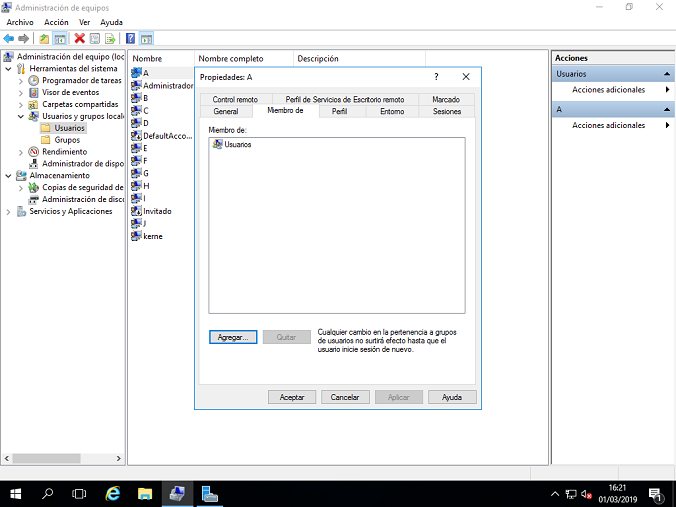 Administración de equipos
Archivo Acción Ver Ayuda
Administración del equipo (loc
Herramientas del sistema
Programador de tareas
Visor de eventos
Carpetas compartidas
Usuarios y grupos locale
Usuarios
Grupos
Rendimiento
Administrador de dispo
Almacenamiento
Copias de seguridad de
Administración de disco
Servicios y Aplicaciones
Nombre Nombre completo Descripción
A
Administrador
B
C
D
DefaultAcco...
E
F
G
H
I
Invitado
J
kerne
Propiedades: A ?
Control remoto Perfil de Servicios de Escritorio remoto Marcado
General Miembro de Perfil Entorno Sesiones
Miembro de:
Usuarios
Agregar... Quitar
Cualquier cambio en la pertenencia a grupos
de usuarios no surtirá efecto hasta que el
usuario inicie sesión de nuevo.
Aceptar Cancelar Aplicar Ayuda
Acciones
Usuarios
Acciones adicionales
A
Acciones adicionales
16:21
01/03/2019
1